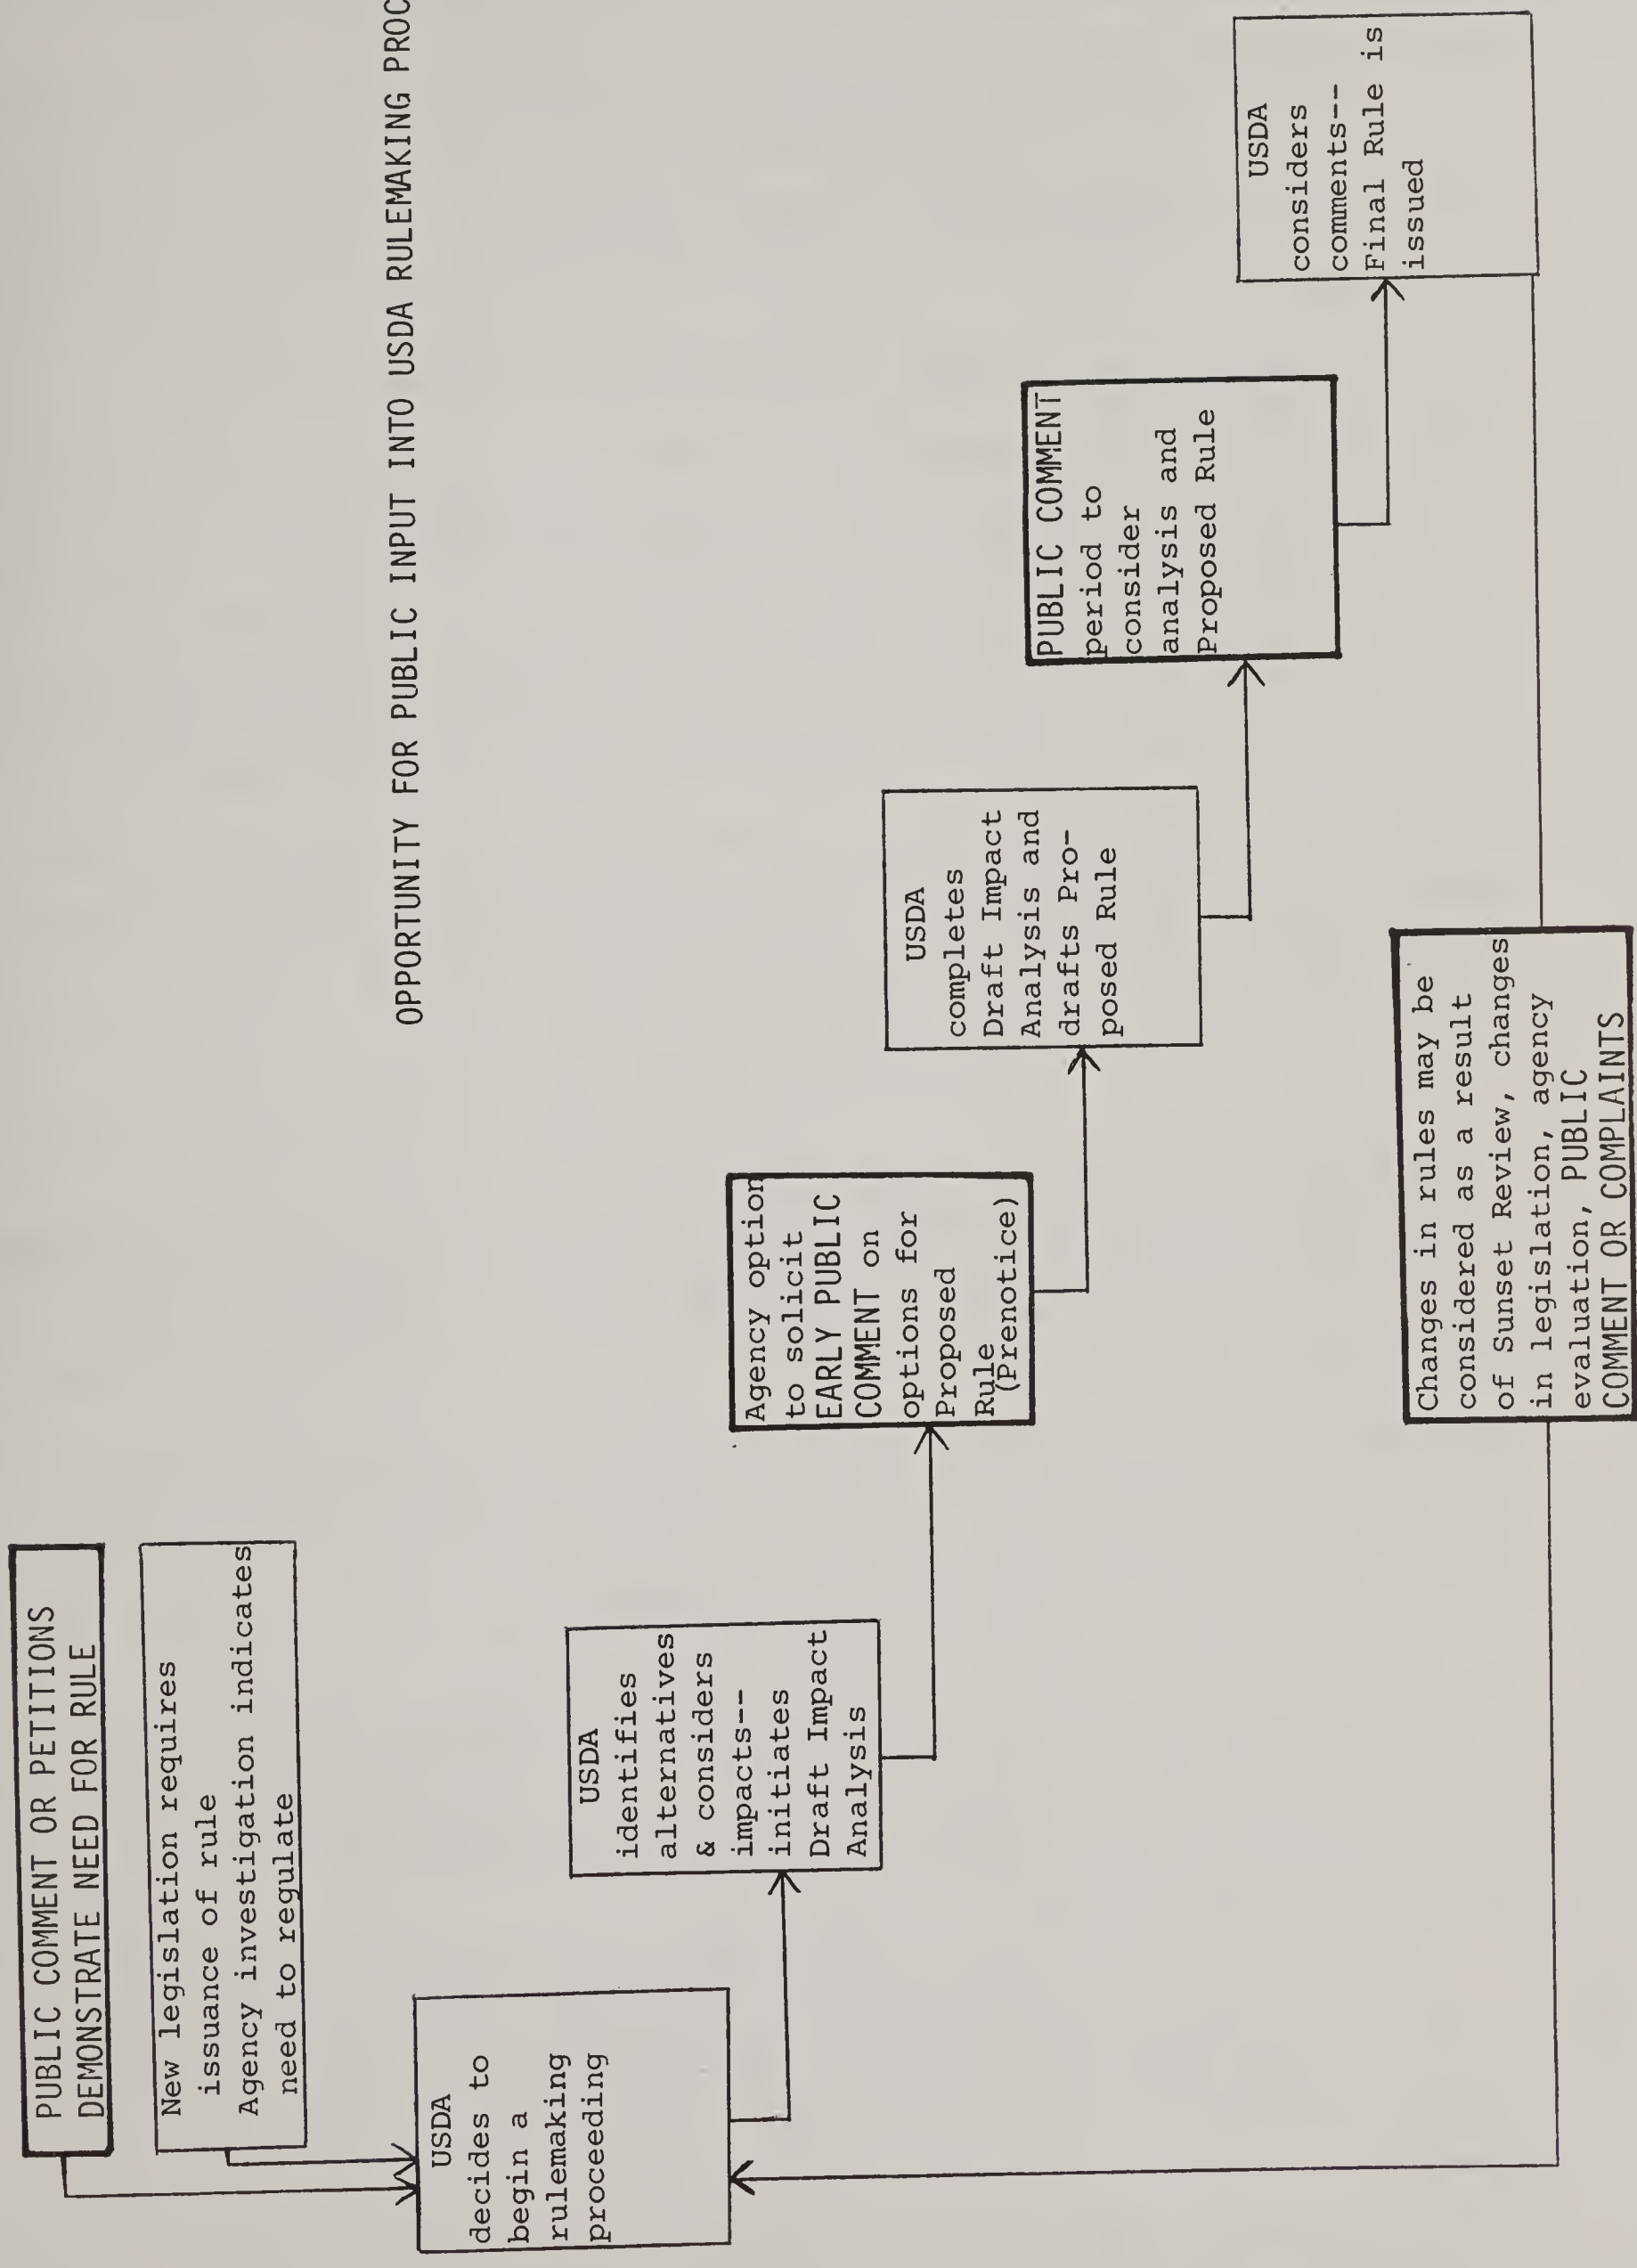 PUBLIC COMMENT OR PETITIONS
DEMONSTRATE NEED FOR RULE
New legislation requires
issuance of rule
Agency investigation indicates
need to regulate
OPPORTUNITY FOR PUBLIC INPUT INTO USDA RULEMAKING PROC
USDA
decides to
begin a
rulemaking
proceeding
USDA
identifies
alternatives
& considers
impacts--
initiates
Draft Impact
Analysis
Agency option
to solicit
EARLY PUBLIC
COMMENT on
options for
Proposed
Rule
(Prenotice)
USDA
completes
Draft Impact
Analysis and
drafts Pro-
posed Rule
PUBLIC COMMENT
period to
consider
analysis and
Proposed Rule
USDA
considers
comments--
Final Rule is
issued
Changes in rules may be
considered as a result
of Sunset Review, changes
in legislation, agency
evaluation, PUBLIC
COMMENT OR COMPLAINTS